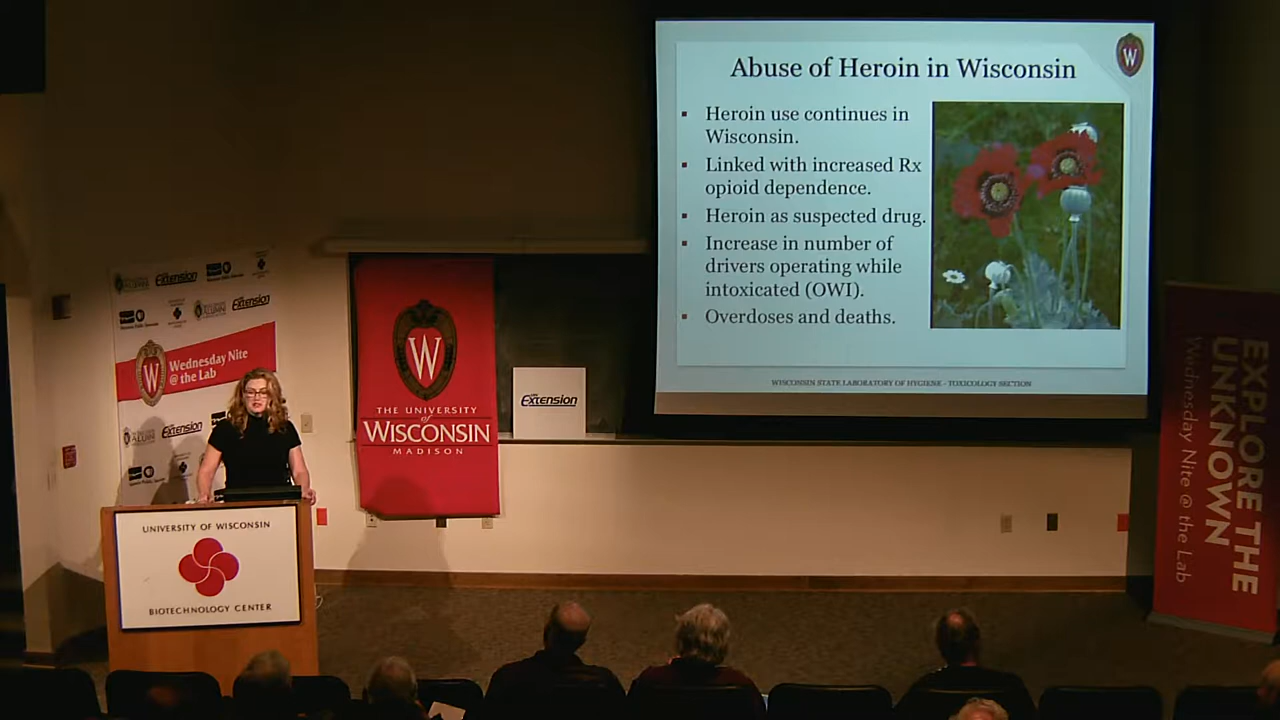 Abuse of Heroin in Wisconsin
W
▪ Heroin use continues in
Wisconsin.
▪ Linked with increased Rx
opioid dependence.
▪ Heroin as suspected drug.
▪ Increase in number of
drivers operating while
intoxicated (OWI).
▪ Overdoses and deaths.
WISCONSIN STATE LABORATORY OF HYGIENE - TOXICOLOGY SECTION
Extension
Extension
W
Wednesday Nite
@ the Lab
Extension
PBS
W
THE UNIVERSITY
of
WISCONSIN
MADISON
Extension
UNIVERSITY OF WISCONSIN
BIOTECHNOLOGY CENTER
EXPLORE THE
UNKNOWN
Wednesday Nite @ the Lab